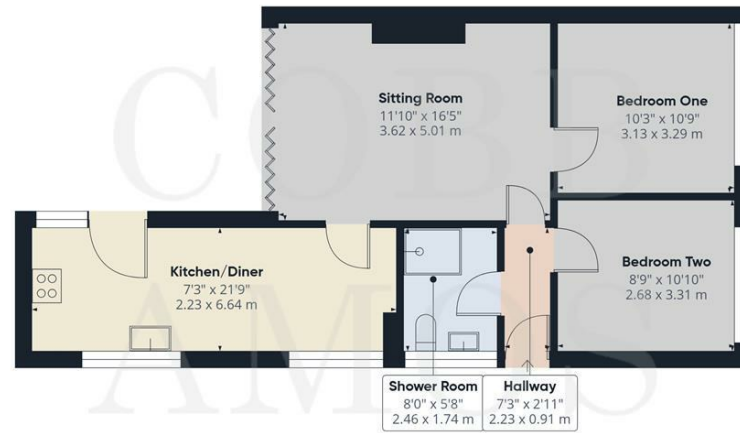 COBB
AMOS
Sitting Room
11'10" x 16'5"
3.62 x 5.01 m
Bedroom One
10'3" x 10'9"
3.13 x 3.29 m
Kitchen/Diner
7'3" x 21'9"
2.23 x 6.64 m
Bedroom Two
8'9" x 10'10"
2.68 x 3.31 m
Shower Room
8'0" x 5'8"
2.46 x 1.74 m
Hallway
7'3" x 2'11"
2.23 x 0.91 m